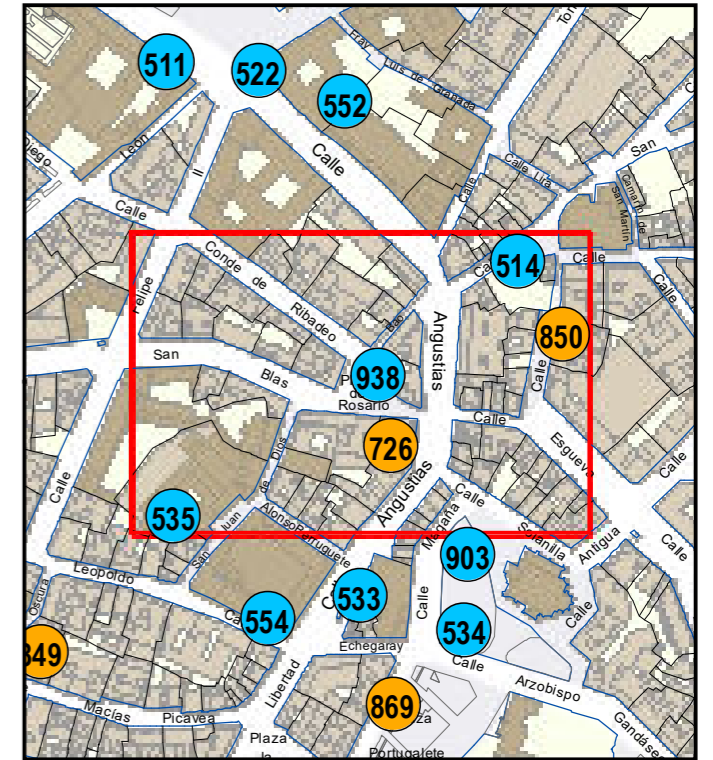 Fray Luis de Granada
511
522
552
Diego
León
II
Calle
Calle
Calle Lira
Calle
San
Camarín de
San Martín
Calle
Calle
514
Conde de Ribadeo
Felipe
Angustias
850
Calle
San Blas
938
Rosario
726
Calle
Esgueva
Calle
Calle
Juan de Dios
San
Angustias
Calle
Solanilla
Antigua
Calle
535
Alonso Berruguete
Magaña
903
Calle
Leopoldo
Oscura
533
Calle
534
554
Echegaray
Calle
Arzobispo
Gandásegui
849
Libertad
869
Macías Picavea
Plaza
Portugalete